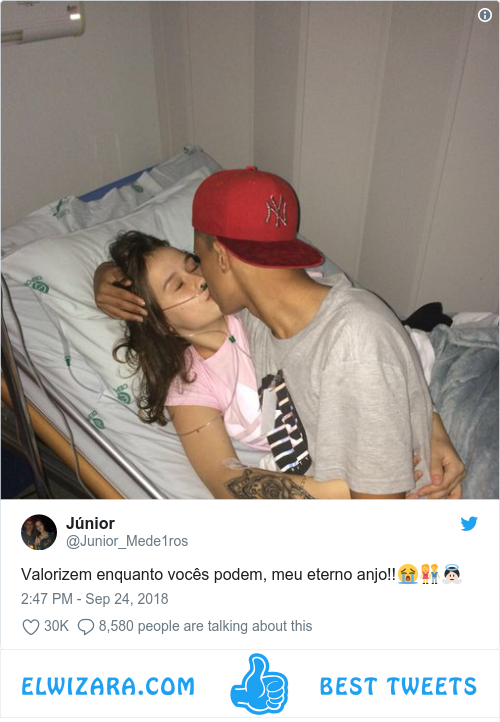 NY
Júnior
@Junior_Mede1ros
Valorizem enquanto vocês podem, meu eterno anjo!!😭👫👼🏻
2:47 PM - Sep 24, 2018
30K 8,580 people are talking about this
ELWIZARA.COM BEST TWEETS